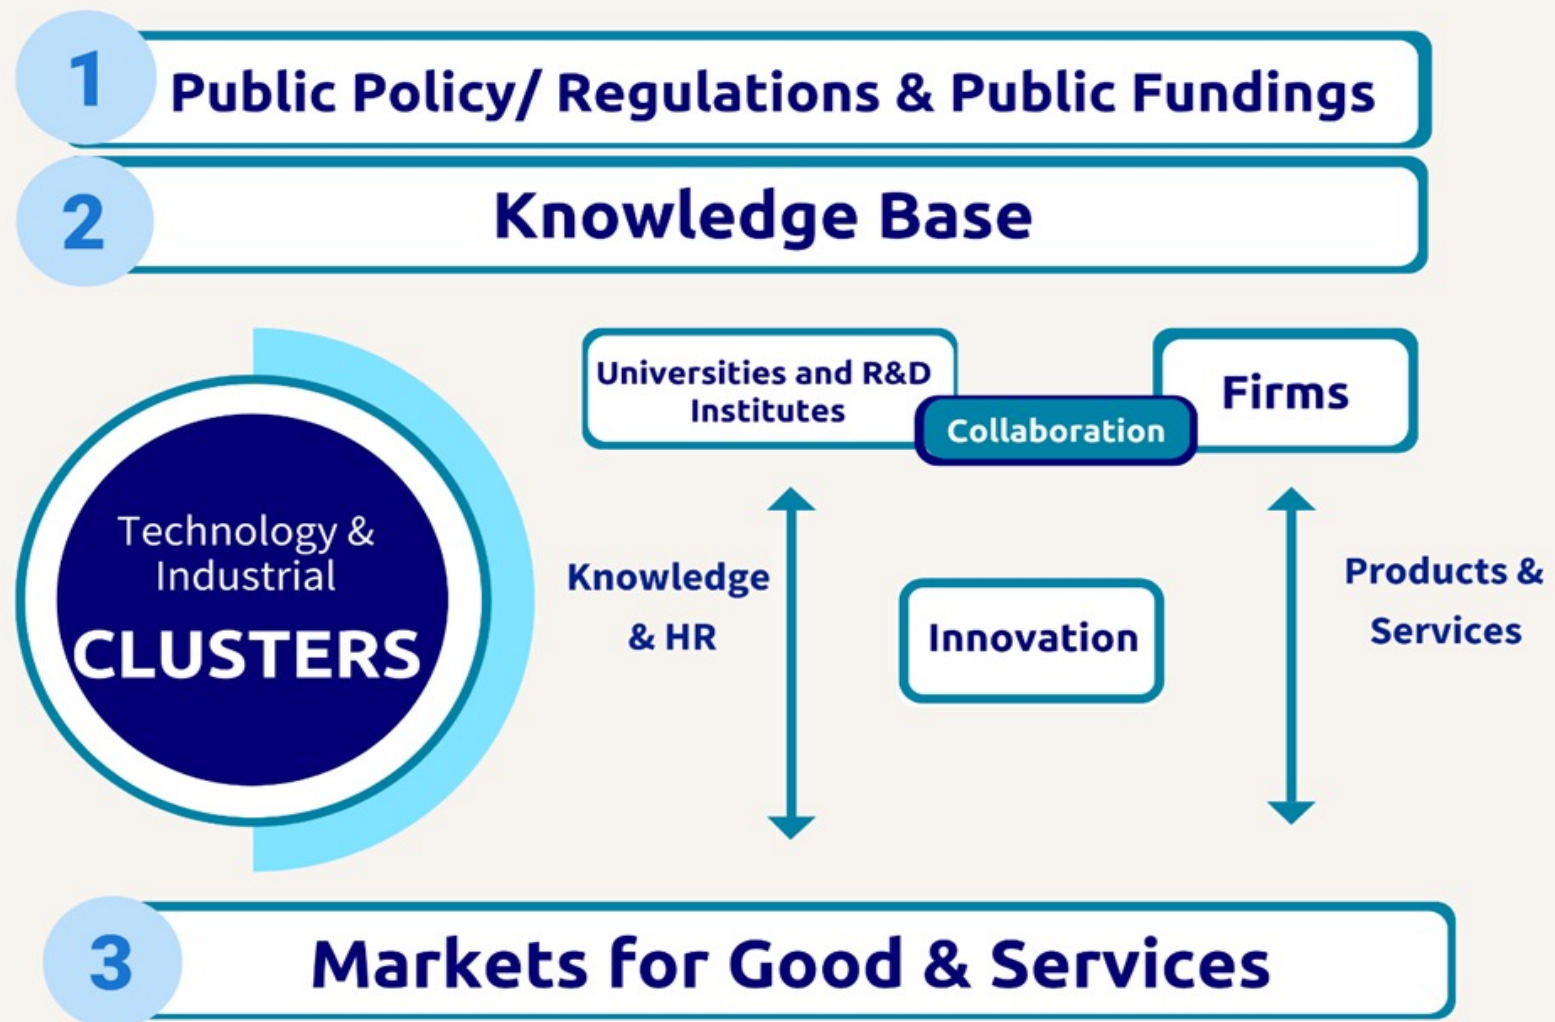 1
Public Policy/ Regulations & Public Fundings
2
Knowledge Base
Technology &
Industrial
CLUSTERS
Universities and R&D
Institutes
Collaboration
Firms
Knowledge
& HR
Innovation
Products &
Services
3
Markets for Good & Services